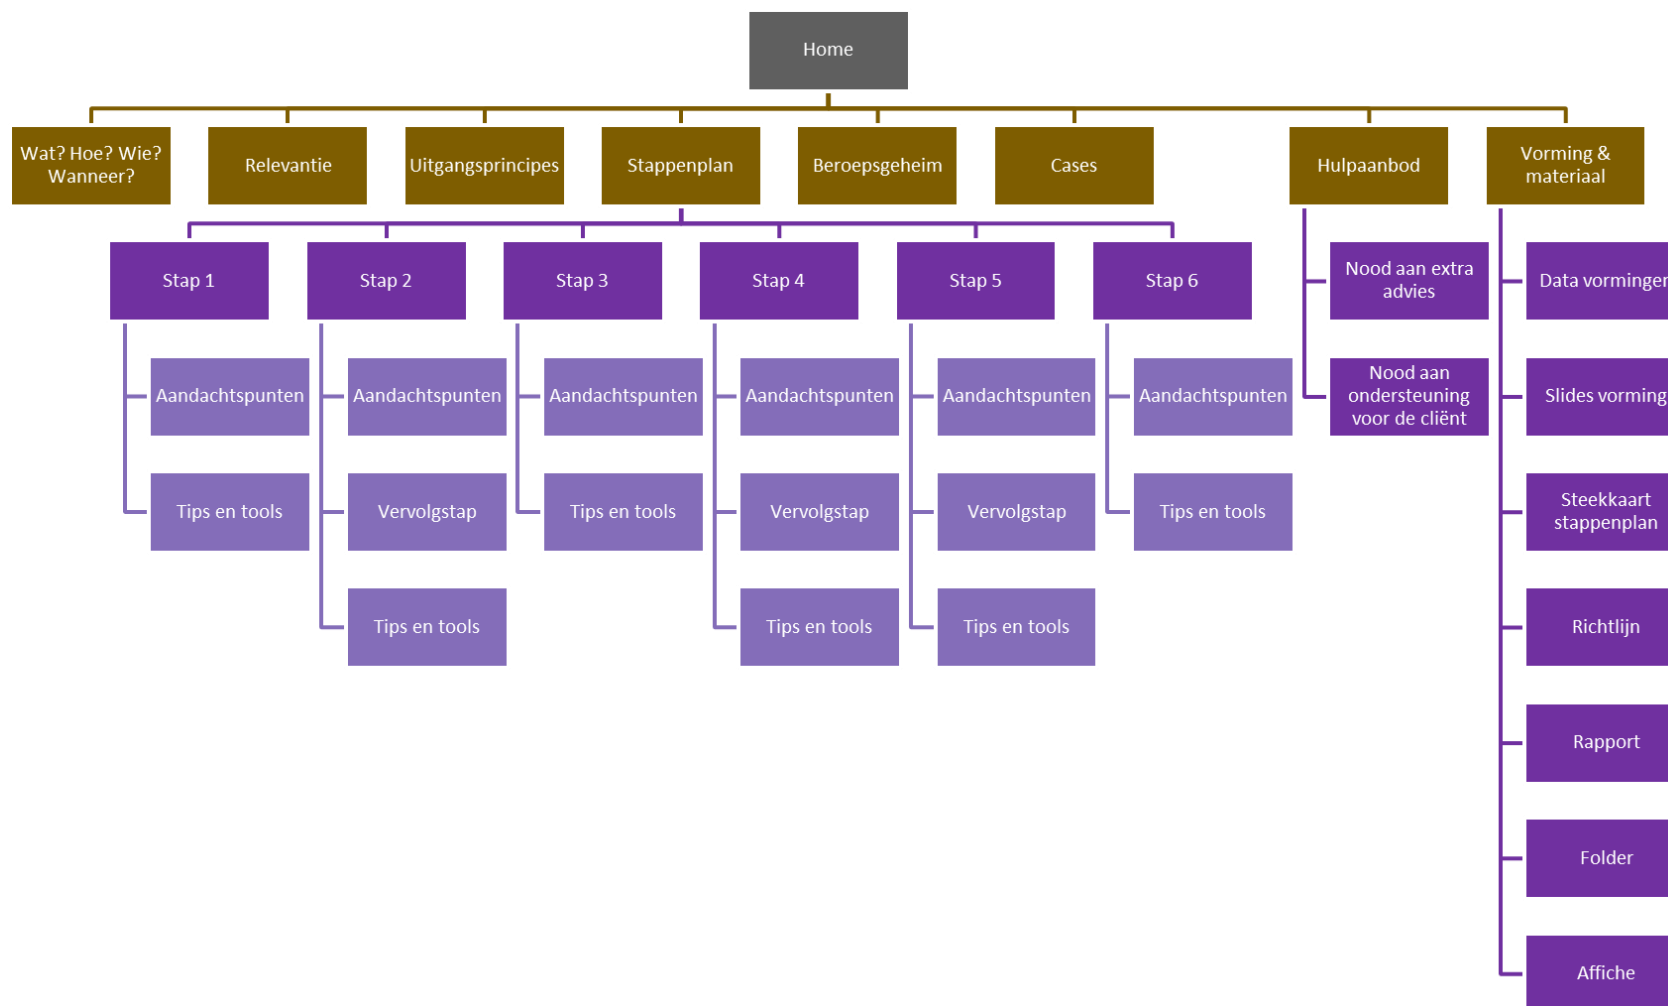 Home
Wat? Hoe? Wie?
Wanneer?
Relevantie
Uitgangsprincipes
Stappenplan
Beroepsgeheim
Cases
Hulpaanbod
Vorming &
materiaal
Stap 1
Stap 2
Stap 3
Stap 4
Stap 5
Stap 6
Nood aan extra
advies
Data vormingen
Aandachtspunten
Aandachtspunten
Aandachtspunten
Aandachtspunten
Aandachtspunten
Aandachtspunten
Nood aan
ondersteuning
voor de cliënt
Slides vorming
Tips en tools
Vervolgstap
Tips en tools
Vervolgstap
Vervolgstap
Tips en tools
Steekkaart
stappenplan
Tips en tools
Tips en tools
Tips en tools
Richtlijn
Rapport
Folder
Affiche